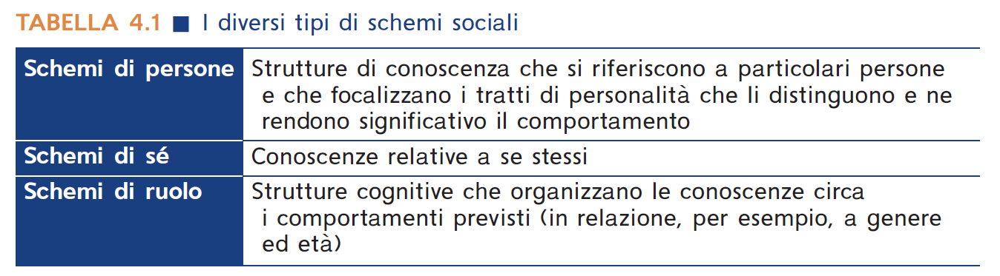 TABELLA 4.1 ■ I diversi tipi di schemi sociali
Schemi di persone Strutture di conoscenza che si riferiscono a particolari persone
e che focalizzano i tratti di personalità che li distinguono e ne
rendono significativo il comportamento
Schemi di sé Conoscenze relative a se stessi
Schemi di ruolo Strutture cognitive che organizzano le conoscenze circa
i comportamenti previsti (in relazione, per esempio, a genere
ed età)